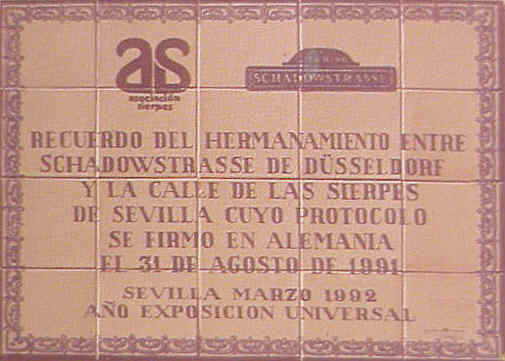 as
asociación
sierpes
SCHADOWSTRASSE
RECUERDO DEL HERMANAMIENTO ENTRE
SCHADOWSTRASSE DE DÜSSELDORF
Y LA CALLE DE LAS SIERPES
DE SEVILLA CUYO PROTOCOLO
SE FIRMO EN ALEMANIA
EL 31 DE AGOSTO DE 1991
SEVILLA MARZO 1992
AÑO EXPOSICION UNIVERSAL